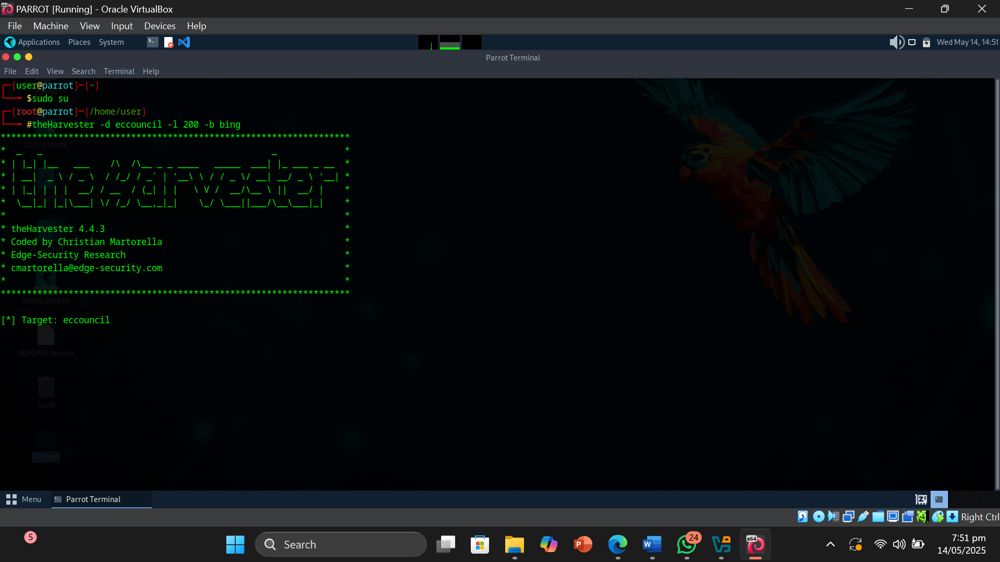 PARROT [Running] - Oracle VirtualBox
File Machine View Input Devices Help
Applications Places System
Wed May 14, 14:51
Parrot Terminal
File Edit View Search Terminal Help
┌─[user@parrot]─[~]
└──╼ $sudo su
┌─[root@parrot]─[/home/user]
└──╼ #theHarvester -d eccouncil -l 200 -b bing
*******************************************************************
user's Home
*  _   _                                            _             *
* | |_| |__   ___    /\  /\__ _ _ ____   _____  ___| |_ ___ _ __  *
* | __|  _ \ / _ \  / /_/ / _` | '__\ \ / / _ \/ __| __/ _ \ '__| *
* | |_| | | |  __/ / __  / (_| | |   \ V /  __/\__ \ ||  __/ |    *
*  \__|_| |_|\___| \/ /_/ \__,_|_|    \_/ \___||___/\__\___|_|    *
*                                                                 *
* theHarvester 4.4.3                                              *
* Coded by Christian Martorella                                   *
* Edge-Security Research                                          *
* cmartorella@edge-security.com                                   *
*                                                                 *
*******************************************************************
Install Debian
[*] Target: eccouncil
README.license
Trash
Photon
Menu
Parrot Terminal
Right Ctrl
5
Search
24
x64
7:51 pm
14/05/2025